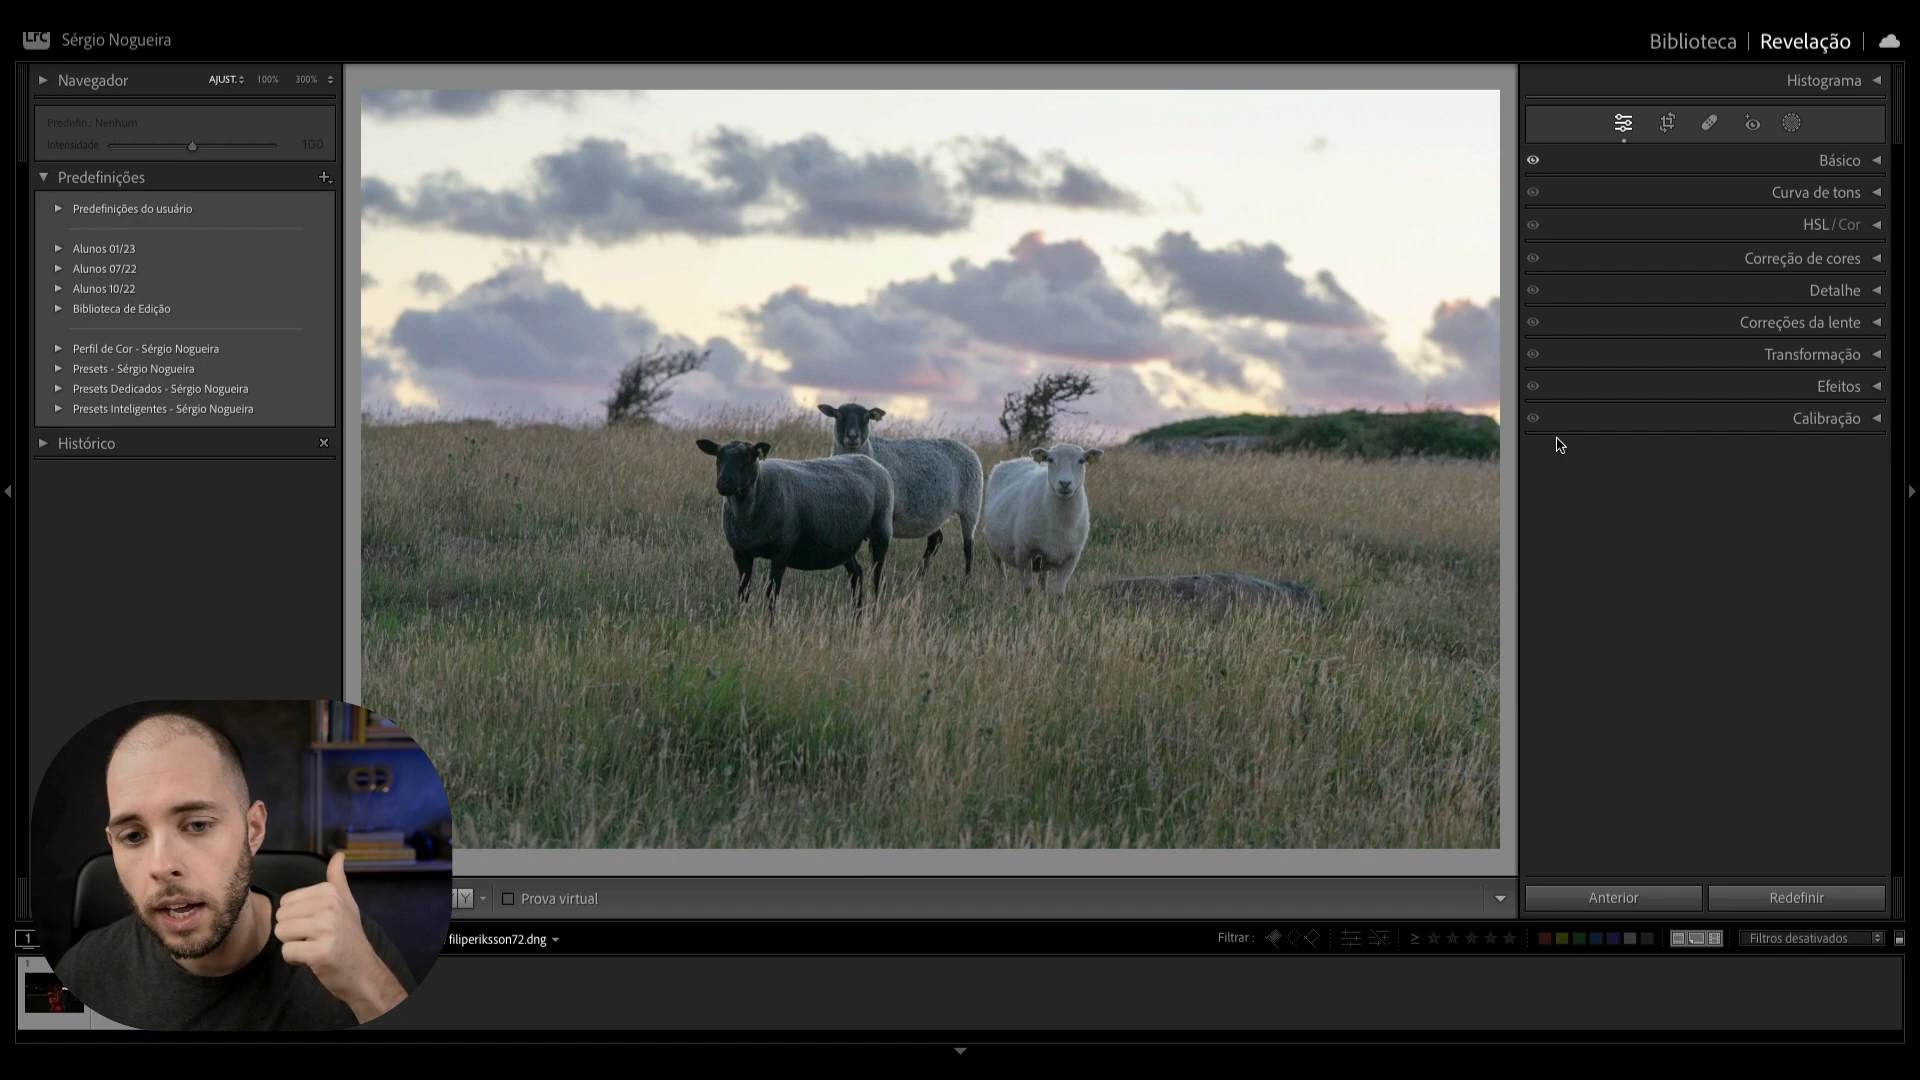 LrC Sérgio Nogueira
Biblioteca | Revelação |
Navegador AJUST. 100% 300%
Predefin.: Nenhum
Intensidade 100
Predefinições
Predefinições do usuário
Alunos 01/23
Alunos 07/22
Alunos 10/22
Biblioteca de Edição
Perfil de Cor - Sérgio Nogueira
Presets - Sérgio Nogueira
Presets Dedicados - Sérgio Nogueira
Presets Inteligentes - Sérgio Nogueira
Histórico
Histograma
Básico
Curva de tons
HSL / Cor
Correção de cores
Detalhe
Correções da lente
Transformação
Efeitos
Calibração
Y Prova virtual
Anterior Redefinir
1 filiperiksson72.dng
Filtrar : ≥ Filtros desativados
1